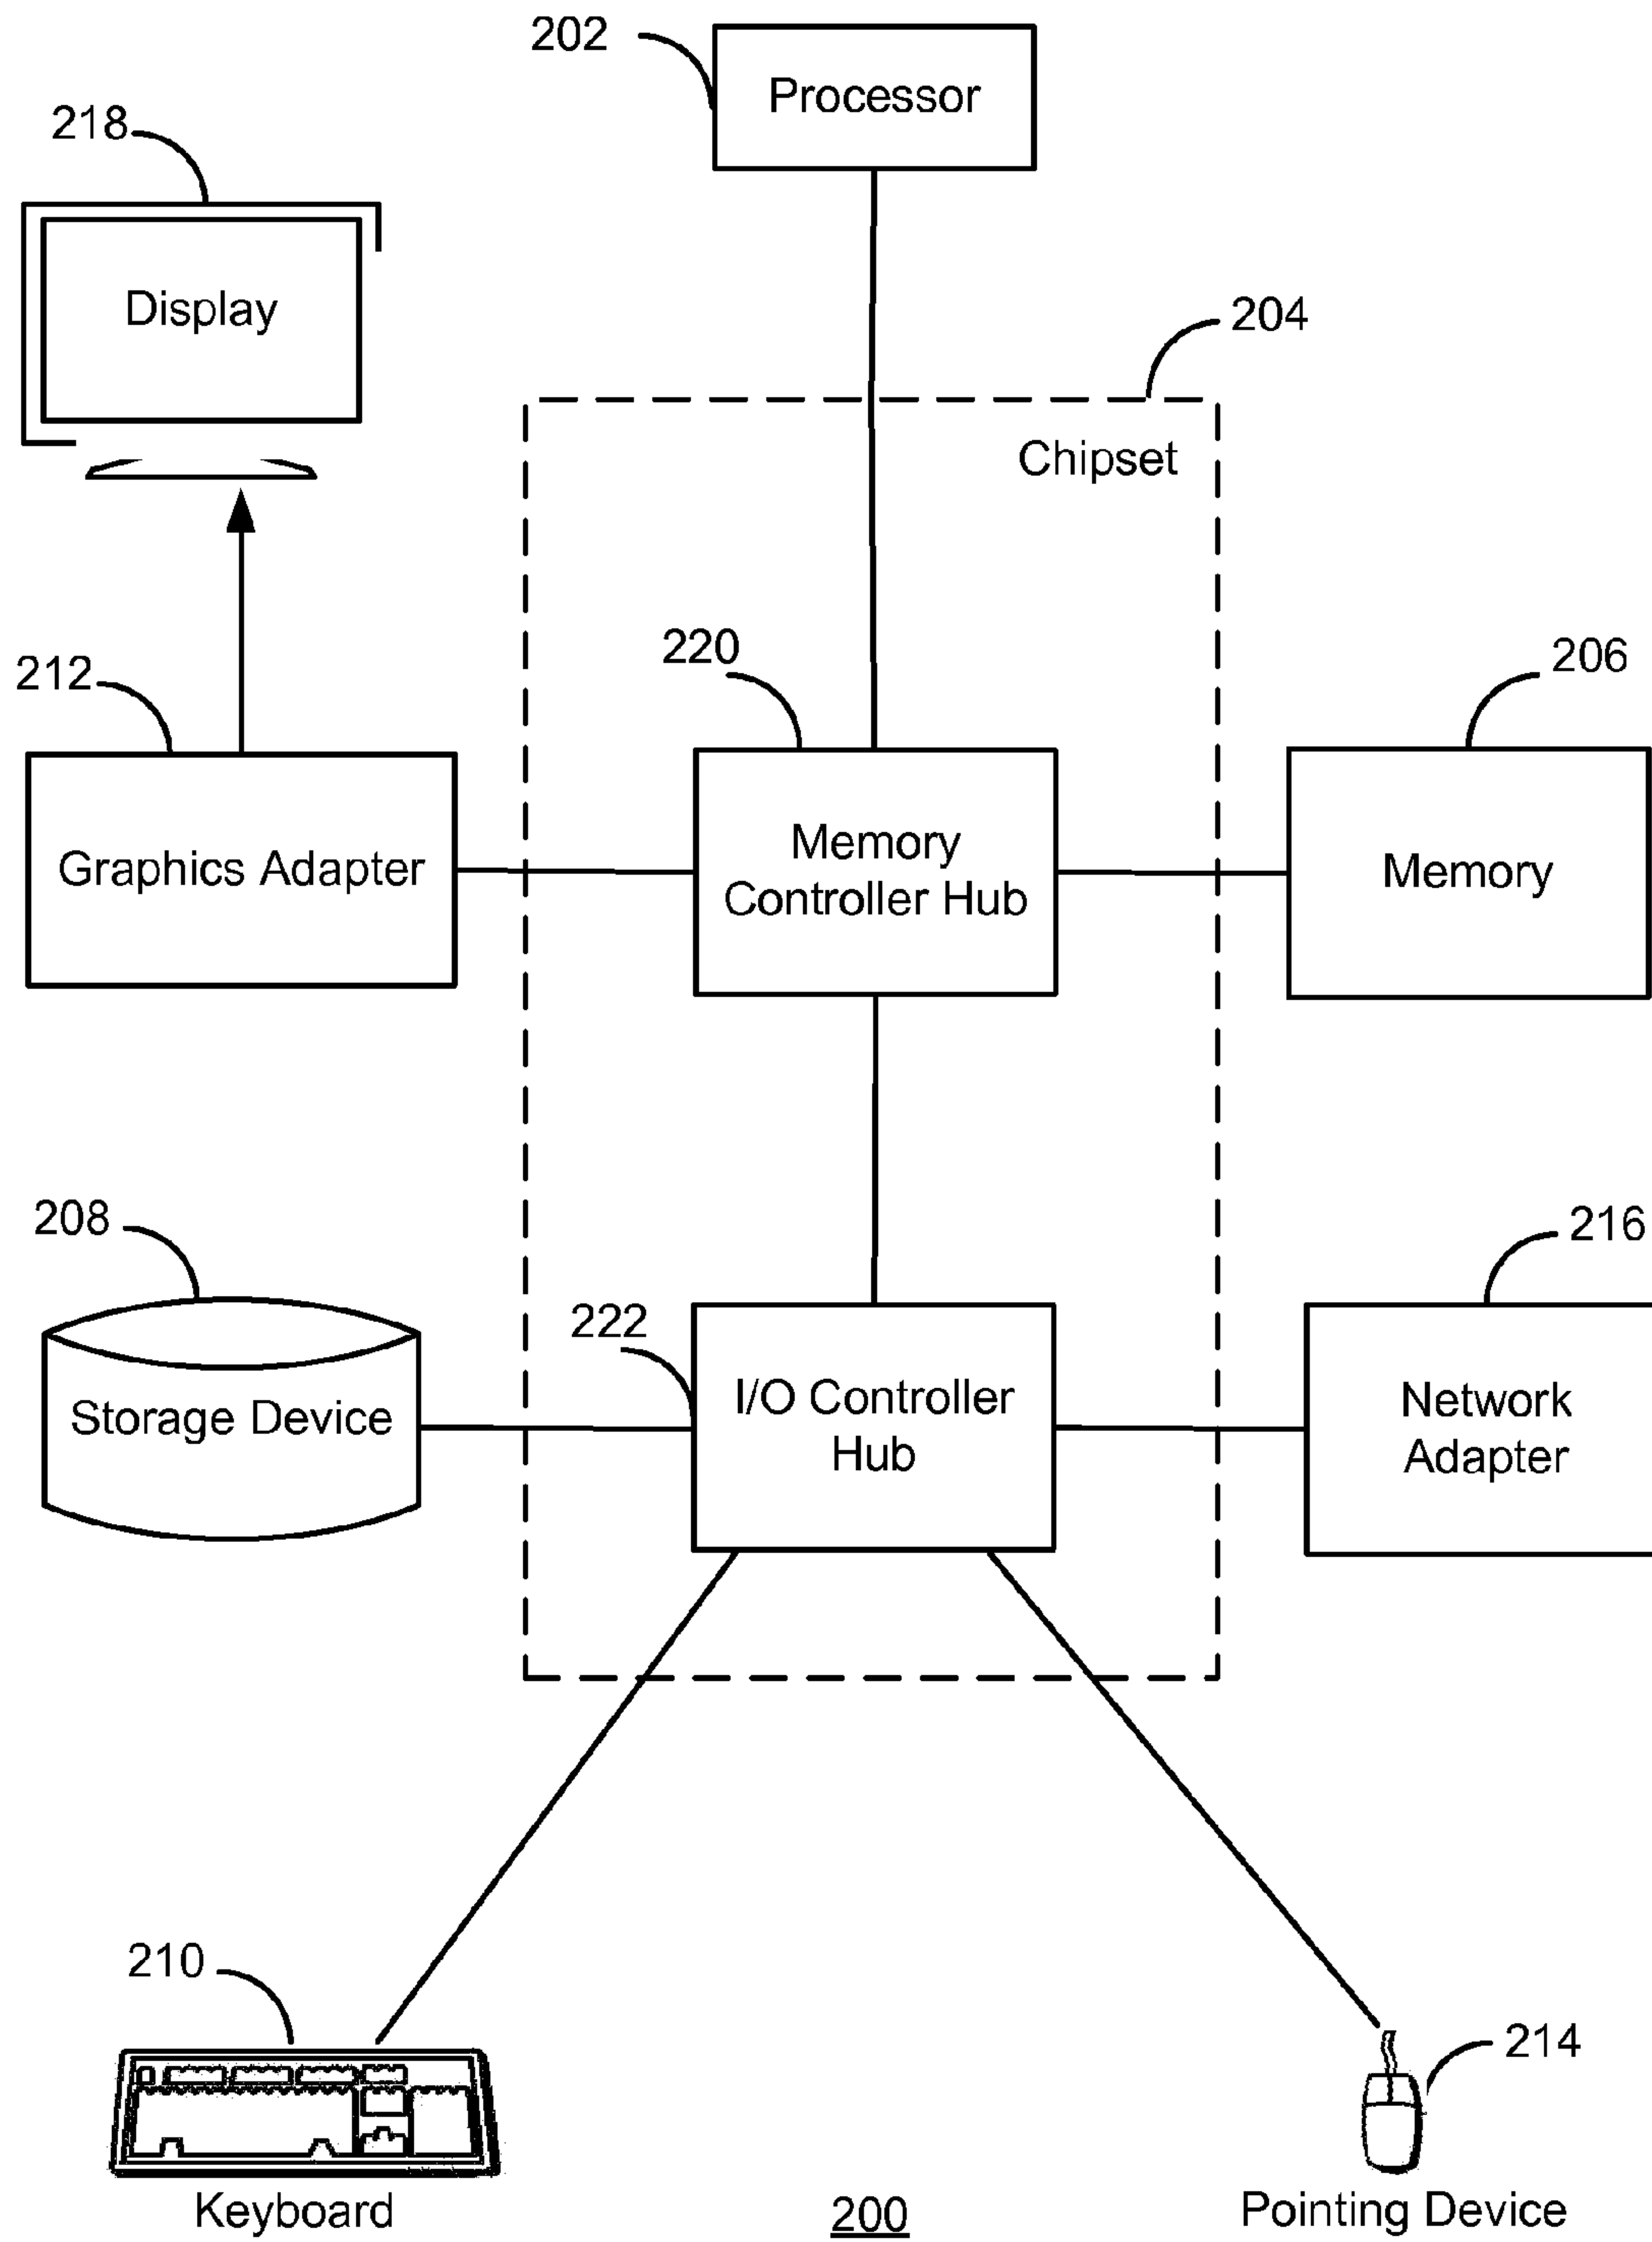 202
Processor
218
Display
204
Chipset
220
212
206
Graphics Adapter
Memory
Controller Hub
Memory
208
216
222
Storage Device
I/O Controller
Hub
Network
Adapter
210
214
Keyboard
200
Pointing Device